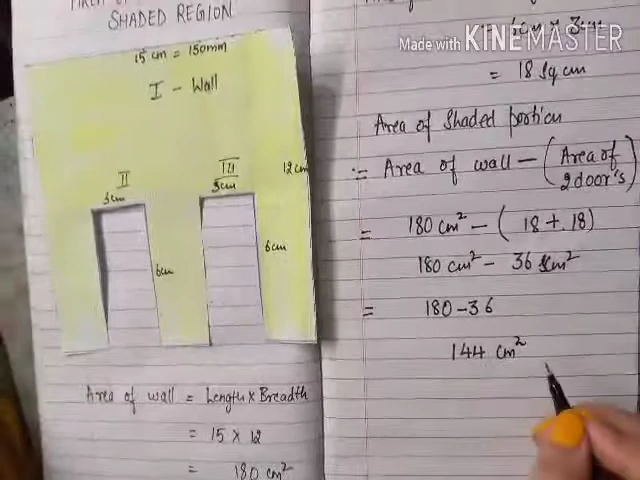 SHADED REGION
15 cm = 150mm
I - Wall
12cm
II
3cm
6cm
III
3cm
6cm
Area of wall = Length x Breadth
= 15 x 12
= 180 cm²
Made with KINEMASTER
= 18 sq cm
Area of shaded portion
:= Area of wall - (Area of
2 door's)
= 180 cm² - ( 18 + 18)
180 cm² - 36 cm²
= 180 - 36
144 cm²